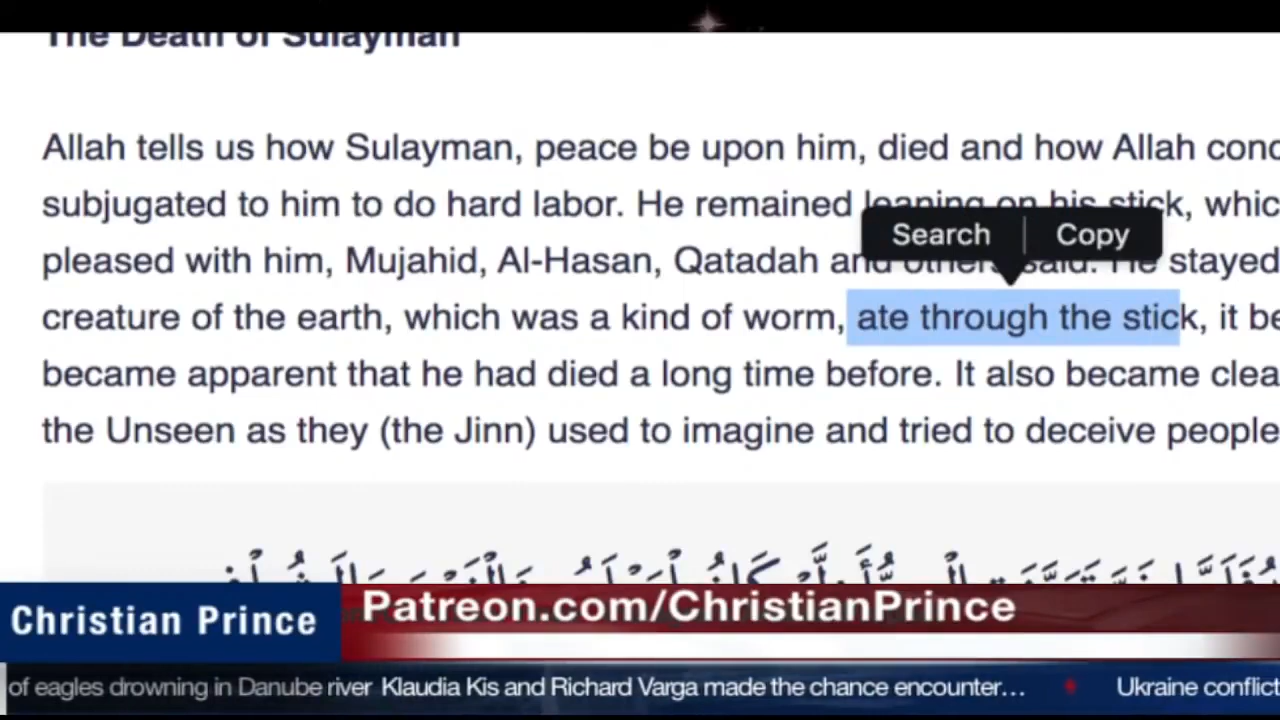 The Death of Sulayman
Allah tells us how Sulayman, peace be upon him, died and how Allah conc
subjugated to him to do hard labor. He remained leaning on his stick, whic
Search Copy
pleased with him, Mujahid, Al-Hasan, Qatadah and others said. He stayed
creature of the earth, which was a kind of worm, ate through the stick, it be
became apparent that he had died a long time before. It also became clea
the Unseen as they (the Jinn) used to imagine and tried to deceive people
Christian Prince
Patreon.com/ChristianPrince
of eagles drowning in Danube river Klaudia Kis and Richard Varga made the chance encounter... Ukraine conflict